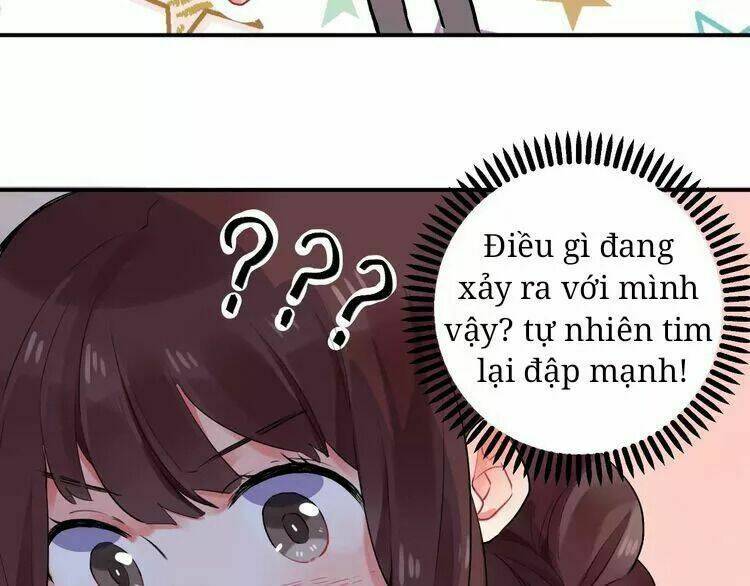 ???
Điều gì đang
xảy ra với mình
vậy? tự nhiên tim
lại đập mạnh!